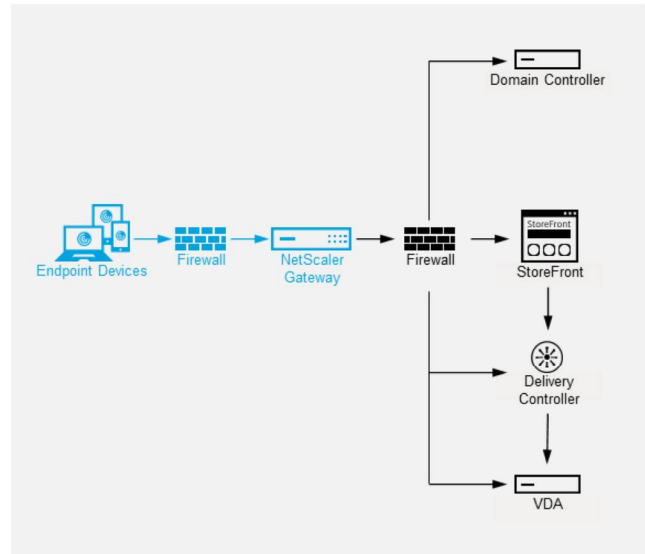 Domain Controller
StoreFront
Endpoint Devices
Firewall
NetScaler
Gateway
Firewall
StoreFront
Delivery
Controller
VDA